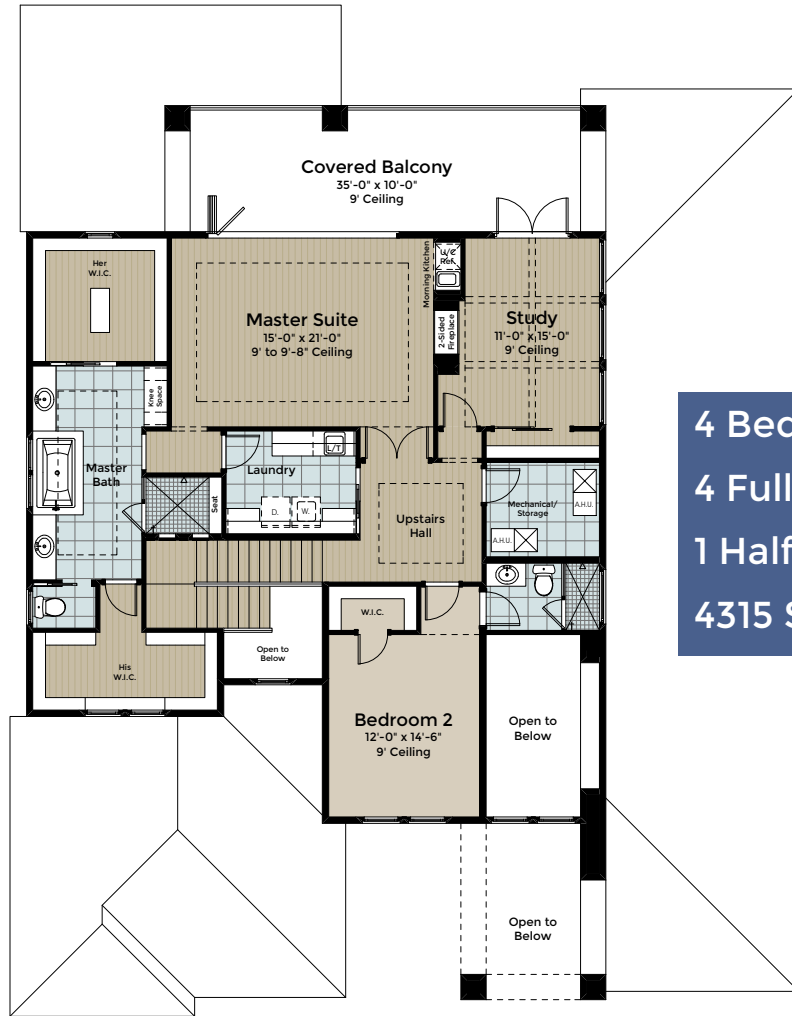 Covered Balcony
35'-0" x 10'-0"
9' Ceiling
Her
W.I.C.
Master Suite
15'-0" x 21'-0"
9' to 9'-8" Ceiling
Morning Kitchen
U/C
Ref.
2-Sided
Fireplace
Study
11'-0" x 15'-0"
9' Ceiling
Knee
Space
Master
Bath
Laundry
L/T
D.
W.
Seat
Upstairs
Hall
Mechanical/
Storage
A.H.U.
A.H.U.
W.I.C.
His
W.I.C.
Open to
Below
Bedroom 2
12'-0" x 14'-6"
9' Ceiling
Open to
Below
Open to
Below
4 Bed
4 Full
1 Half
4315 S